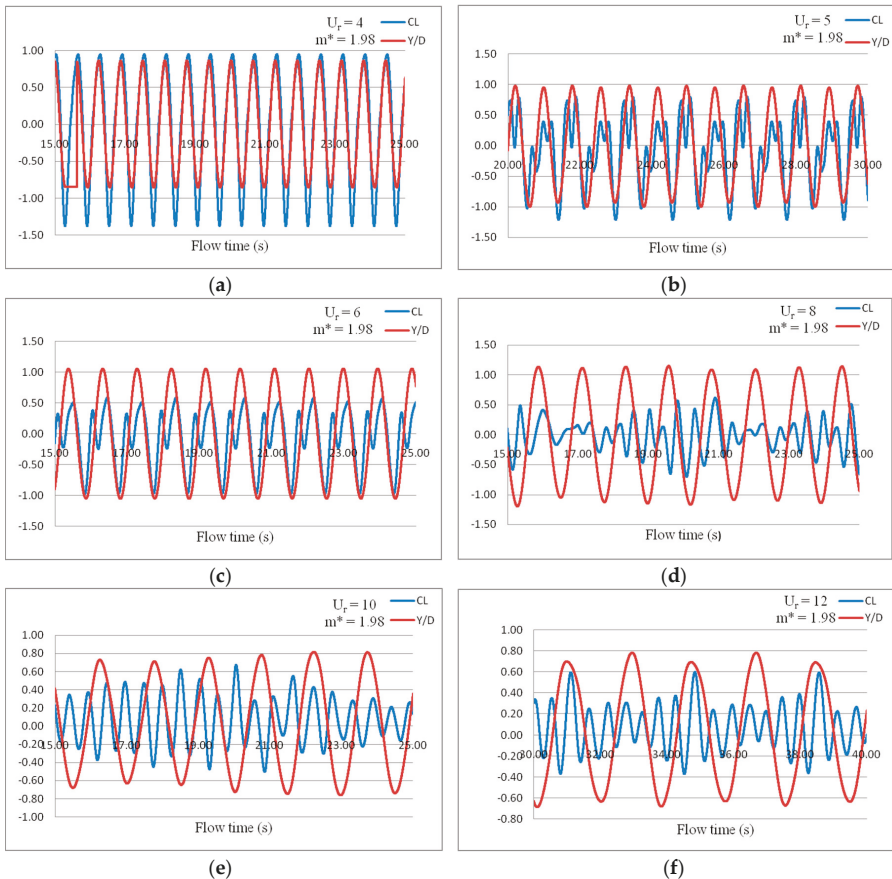 U_r = 4 CL
m* = 1.98 Y/D
1.00
0.50
0.00
-0.50
-1.00
-1.50
15.00 17.00 19.00 21.00 23.00 25.00
Flow time (s)
(a)
U_r = 5 CL
m* = 1.98 Y/D
1.50
1.00
0.50
0.00
-0.50
-1.00
-1.50
20.00 22.00 24.00 26.00 28.00 30.00
Flow time (s)
(b)
U_r = 6 CL
m* = 1.98 Y/D
1.50
1.00
0.50
0.00
-0.50
-1.00
-1.50
15.00 17.00 19.00 21.00 23.00 25.00
Flow time (s)
(c)
U_r = 8 CL
m* = 1.98 Y/D
1.50
1.00
0.50
0.00
-0.50
-1.00
-1.50
15.00 17.00 19.00 21.00 23.00 25.00
Flow time (s)
(d)
U_r = 10 CL
m* = 1.98 Y/D
1.00
0.80
0.60
0.40
0.20
0.00
-0.20
-0.40
-0.60
-0.80
-1.00
15.00 17.00 19.00 21.00 23.00 25.00
Flow time (s)
(e)
U_r = 12 CL
m* = 1.98 Y/D
1.00
0.80
0.60
0.40
0.20
0.00
-0.20
-0.40
-0.60
-0.80
30.00 32.00 34.00 36.00 38.00 40.00
Flow time (s)
(f)